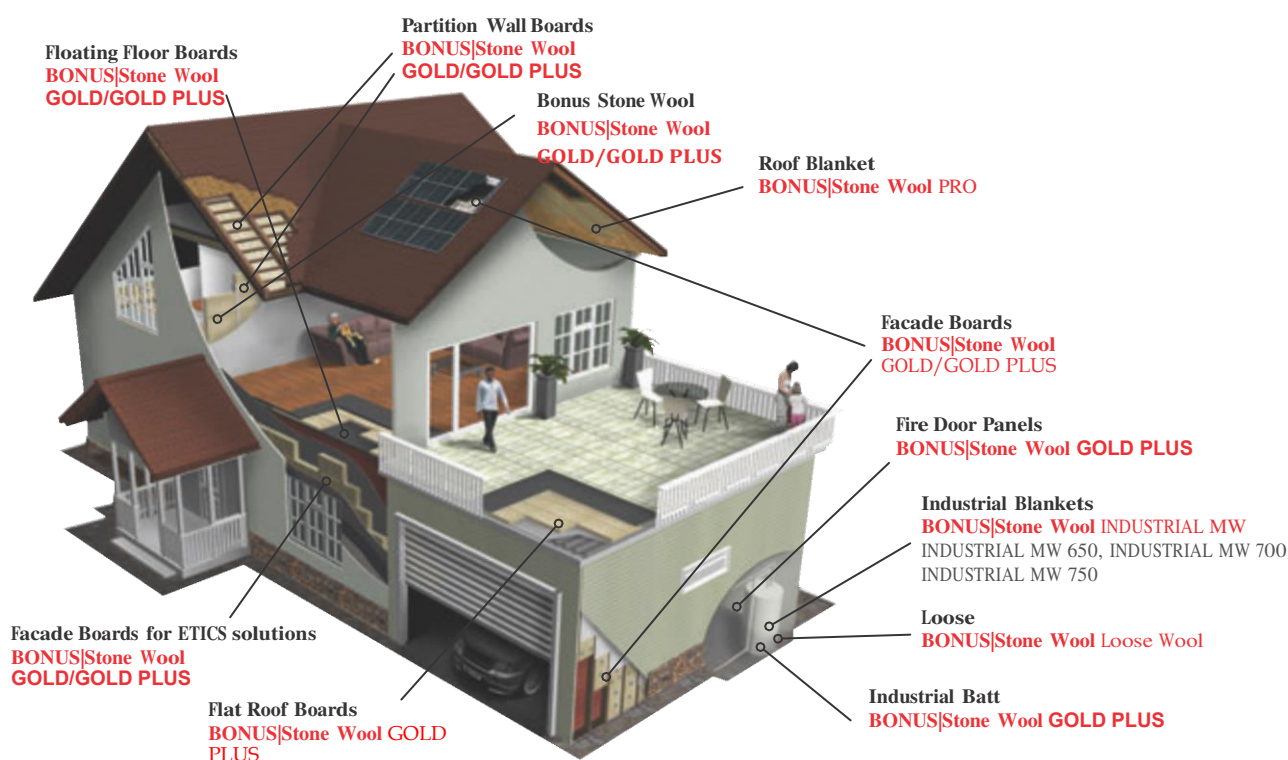 Partition Wall Boards
BONUS|Stone Wool
GOLD/GOLD PLUS
Floating Floor Boards
BONUS|Stone Wool
GOLD/GOLD PLUS
Bonus Stone Wool
BONUS|Stone Wool
GOLD/GOLD PLUS
Roof Blanket
BONUS|Stone Wool PRO
Facade Boards
BONUS|Stone Wool
GOLD/GOLD PLUS
Fire Door Panels
BONUS|Stone Wool GOLD PLUS
Industrial Blankets
BONUS|Stone Wool INDUSTRIAL MW
INDUSTRIAL MW 650, INDUSTRIAL MW 700
INDUSTRIAL MW 750
Loose
BONUS|Stone Wool Loose Wool
Facade Boards for ETICS solutions
BONUS|Stone Wool
GOLD/GOLD PLUS
Industrial Batt
BONUS|Stone Wool GOLD PLUS
Flat Roof Boards
BONUS|Stone Wool GOLD
PLUS